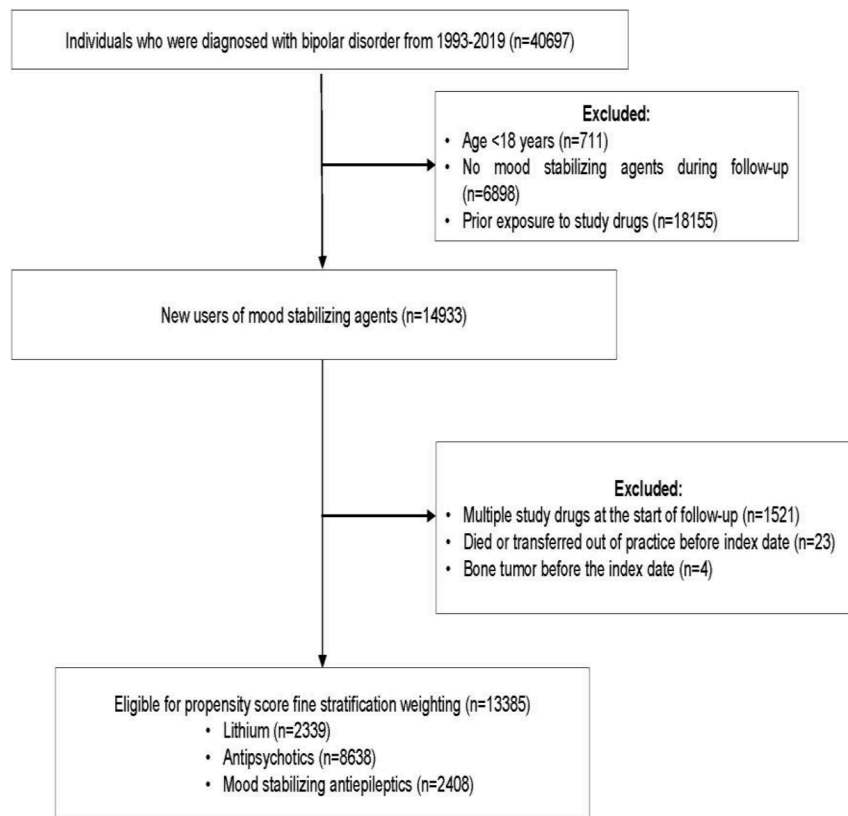 Individuals who were diagnosed with bipolar disorder from 1993-2019 (n=40697)
Excluded:
• Age <18 years (n=711)
• No mood stabilizing agents during follow-up
(n=6898)
• Prior exposure to study drugs (n=18155)
New users of mood stabilizing agents (n=14933)
Excluded:
• Multiple study drugs at the start of follow-up (n=1521)
• Died or transferred out of practice before index date (n=23)
• Bone tumor before the index date (n=4)
Eligible for propensity score fine stratification weighting (n=13385)
• Lithium (n=2339)
• Antipsychotics (n=8638)
• Mood stabilizing antiepileptics (n=2408)